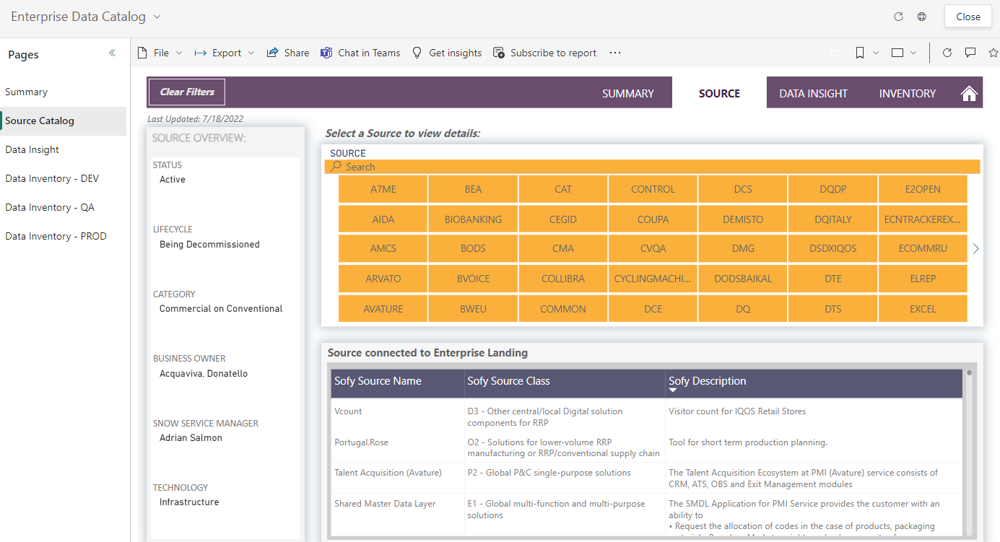 Enterprise Data Catalog
Close
Pages
File
Export
Share
Chat in Teams
Get insights
Subscribe to report
Summary
Source Catalog
Data Insight
Data Inventory - DEV
Data Inventory - QA
Data Inventory - PROD
Clear Filters
SUMMARY
SOURCE
DATA INSIGHT
INVENTORY
Last Updated: 7/18/2022
SOURCE OVERVIEW:
STATUS
Active
LIFECYCLE
Being Decommissioned
CATEGORY
Commercial on Conventional
BUSINESS OWNER
Acquaviva, Donatello
SNOW SERVICE MANAGER
Adrian Salmon
TECHNOLOGY
Infrastructure
Select a Source to view details:
SOURCE
Search
A7ME BEA CAT CONTROL DCS DQDP E2OPEN
AIDA BIOBANKING CEGID COUPA DEMISTO DQITALY ECNTRACKEREX...
AMCS BODS CMA CVQA DMG DSDXIQOS ECOMMRU
ARVATO BVOICE COLLIBRA CYCLINGMACHI... DODSBAIKAL DTE ELREP
AVATURE BWEU COMMON DCE DQ DTS EXCEL
Source connected to Enterprise Landing
Sofy Source Name Sofy Source Class Sofy Description
Vcount
D3 - Other central/local Digital solution
components for RRP
Visitor count for IQOS Retail Stores
Portugal.Rose
O2 - Solutions for lower-volume RRP
manufacturing or RRP/conventional supply chain
Tool for short term production planning.
Talent Acquisition (Avature)
P2 - Global P&C single-purpose solutions
The Talent Acquisition Ecosystem at PMI (Avature) service consists of
CRM, ATS, OBS and Exit Management modules
Shared Master Data Layer
E1 - Global multi-function and multi-purpose
solutions
The SMDL Application for PMI Service provides the customer with an
ability to
• Request the allocation of codes in the case of products, packaging